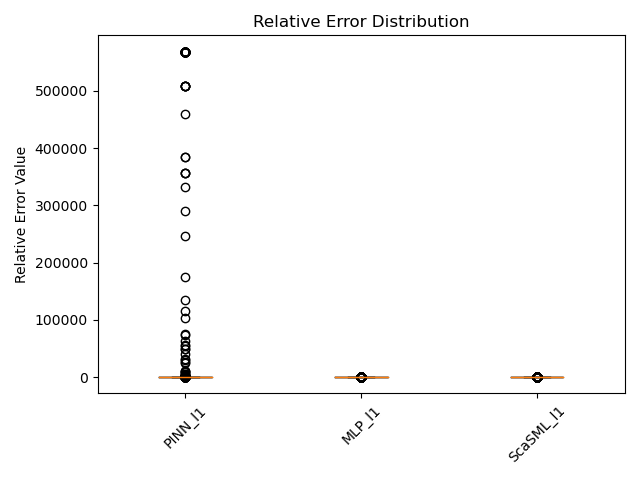 Relative Error Distribution
Relative Error Value
500000
400000
300000
200000
100000
0
PINN_l1
MLP_l1
ScaSML_l1